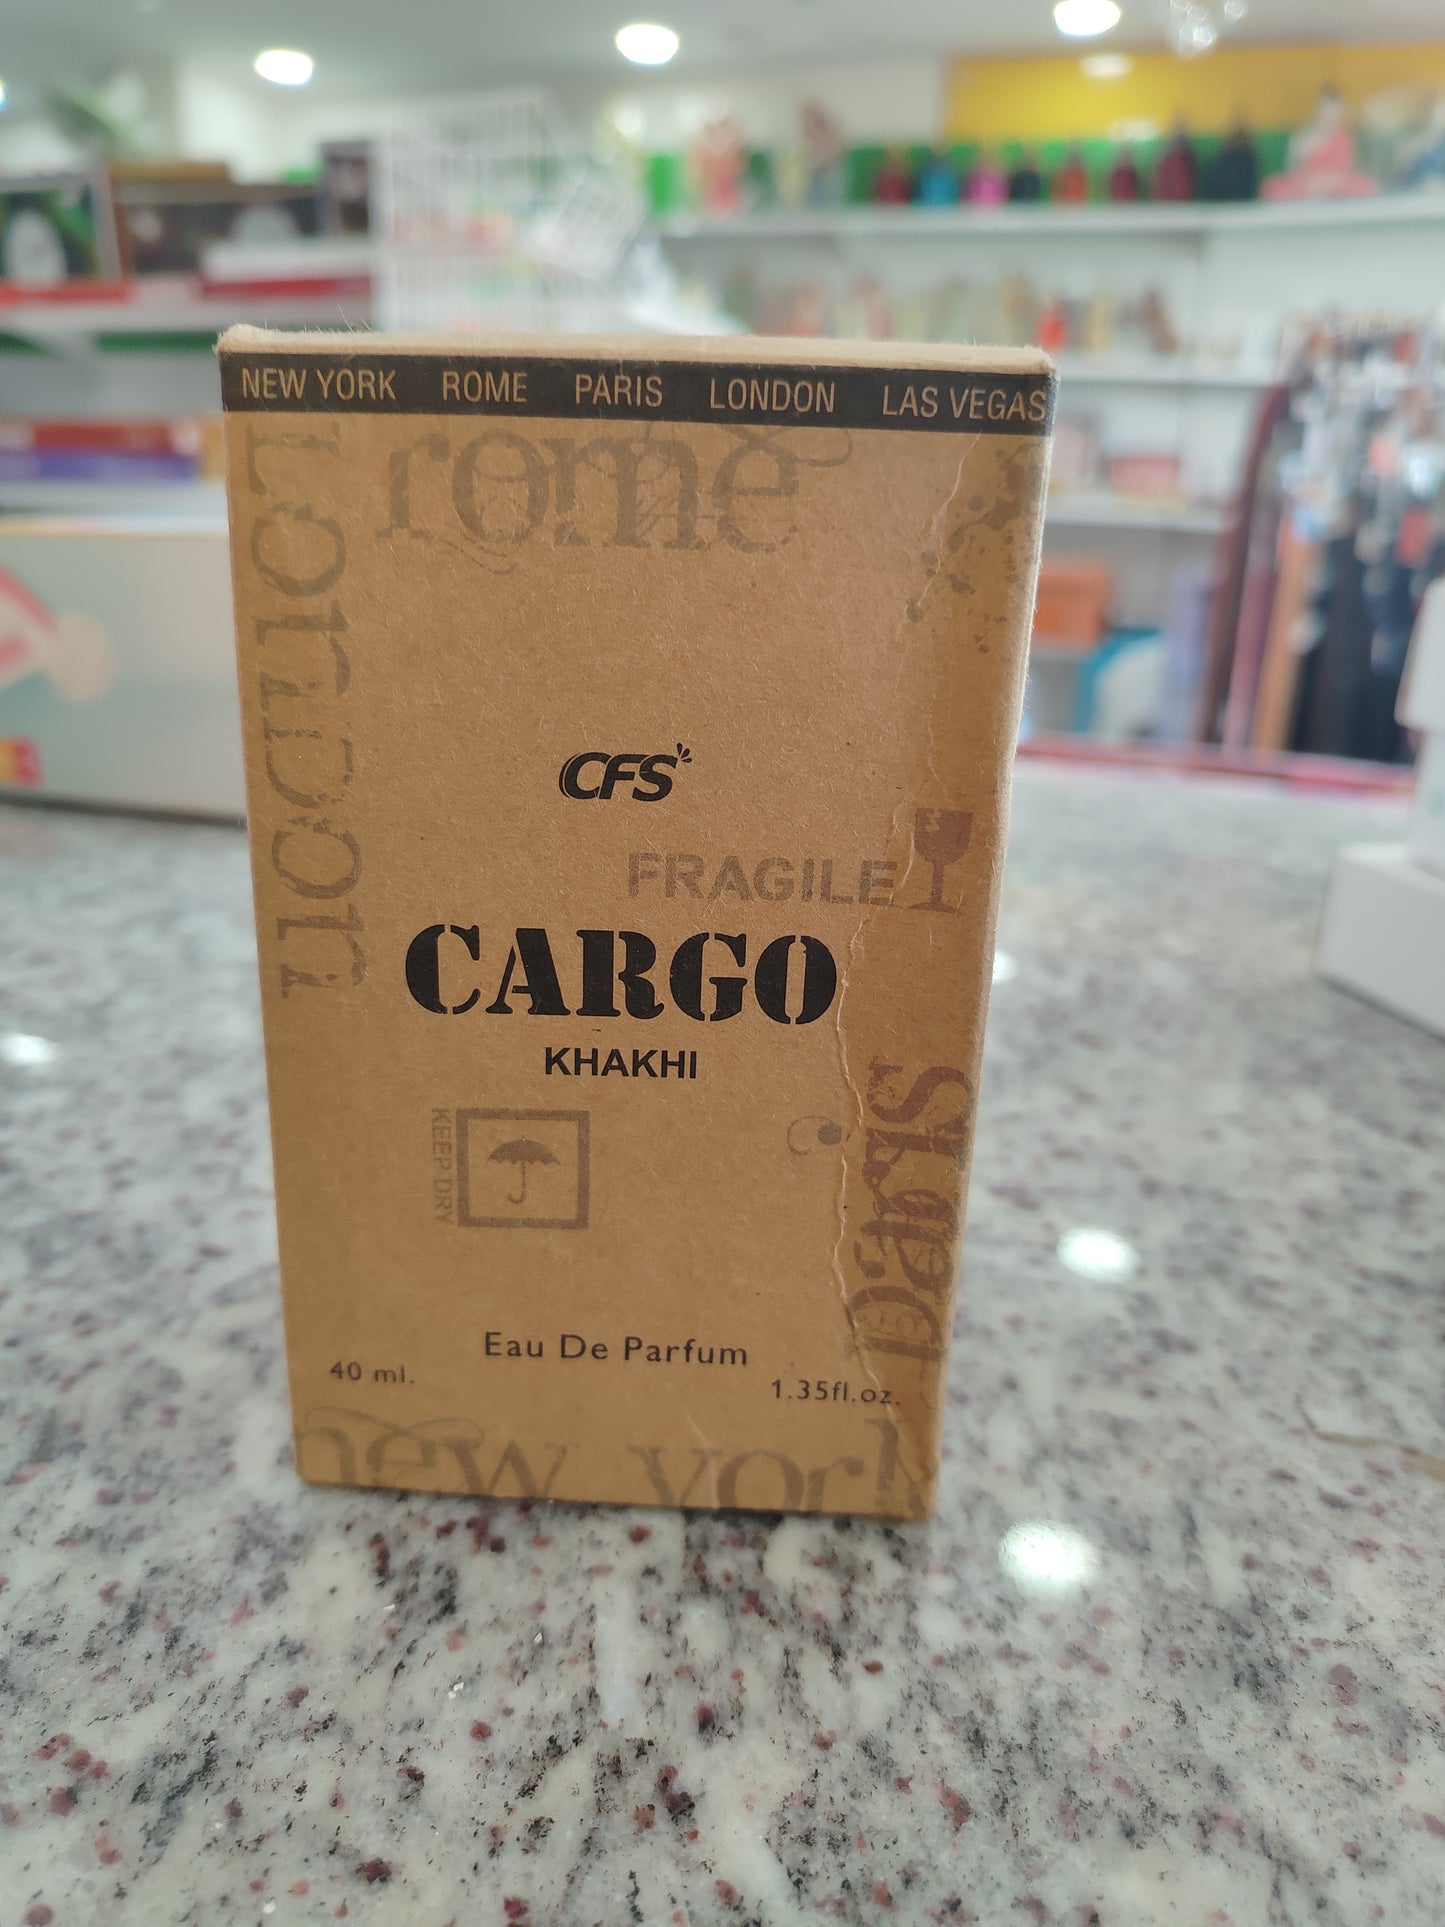 NEW YORK ROME PARIS LONDON LAS VEGAS
rome
London
CFS
FRAGILE
CARGO
KHAKHI
KEEP DRY
paris
Eau De Parfum
40 ml.
1.35fl.oz.
new york